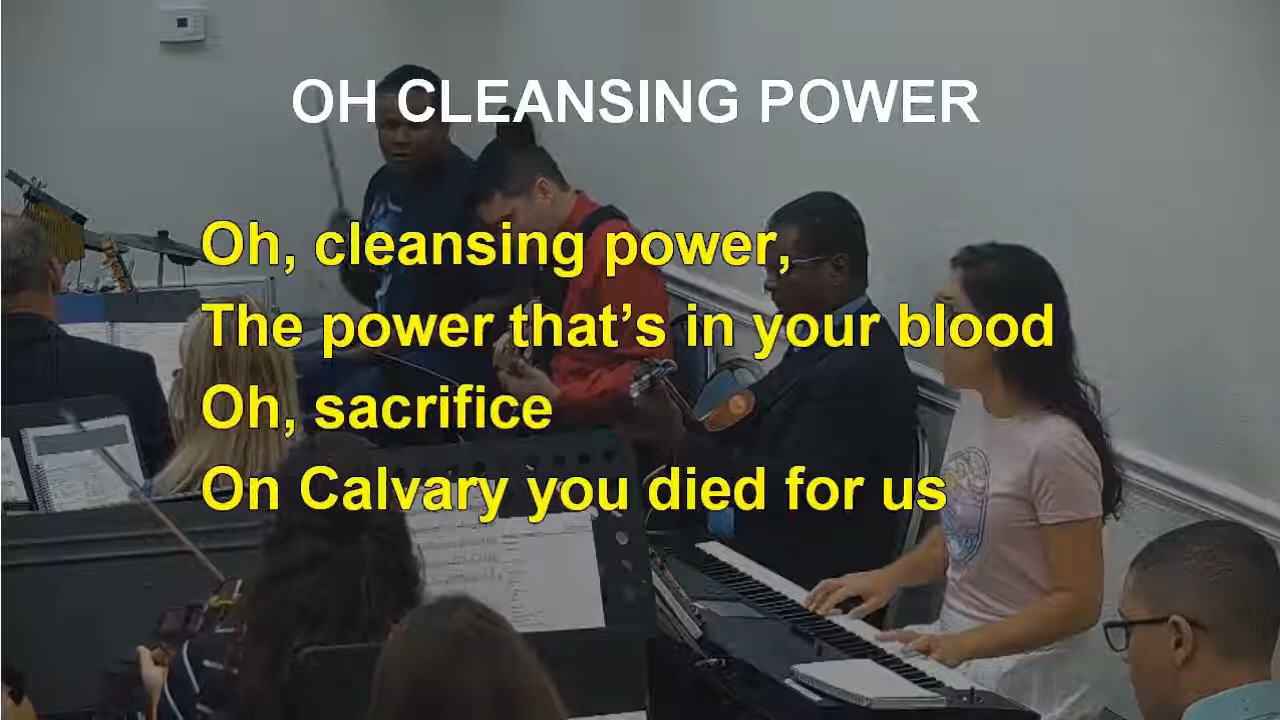 OH CLEANSING POWER
Oh, cleansing power,
The power that’s in your blood
Oh, sacrifice
On Calvary you died for us